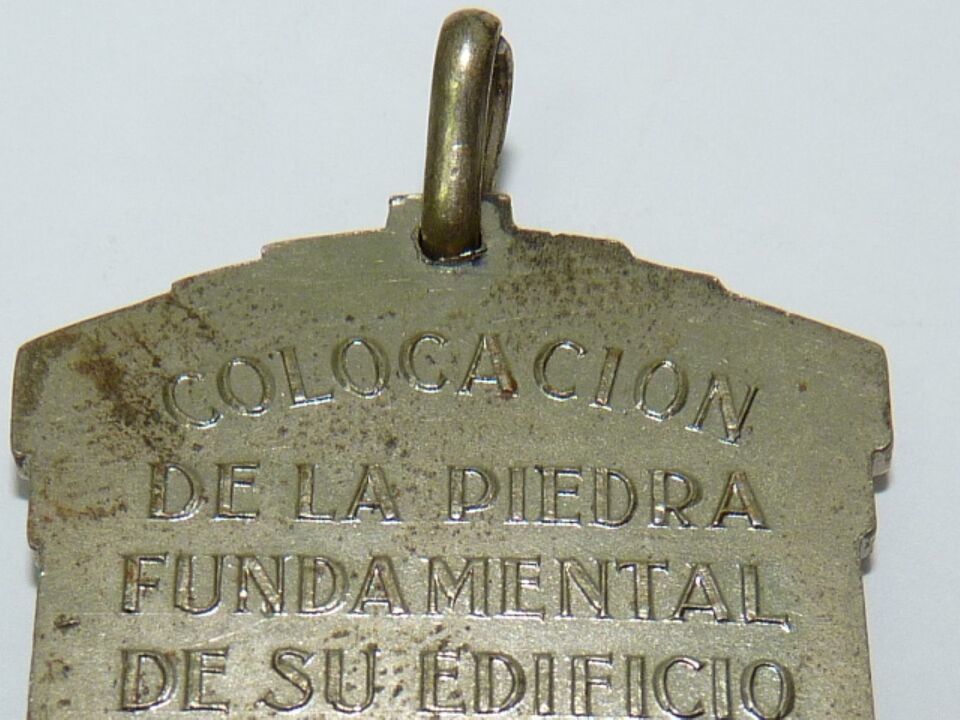 COLOCACION
DE LA PIEDRA
FUNDAMENTAL
DE SU EDIFICIO